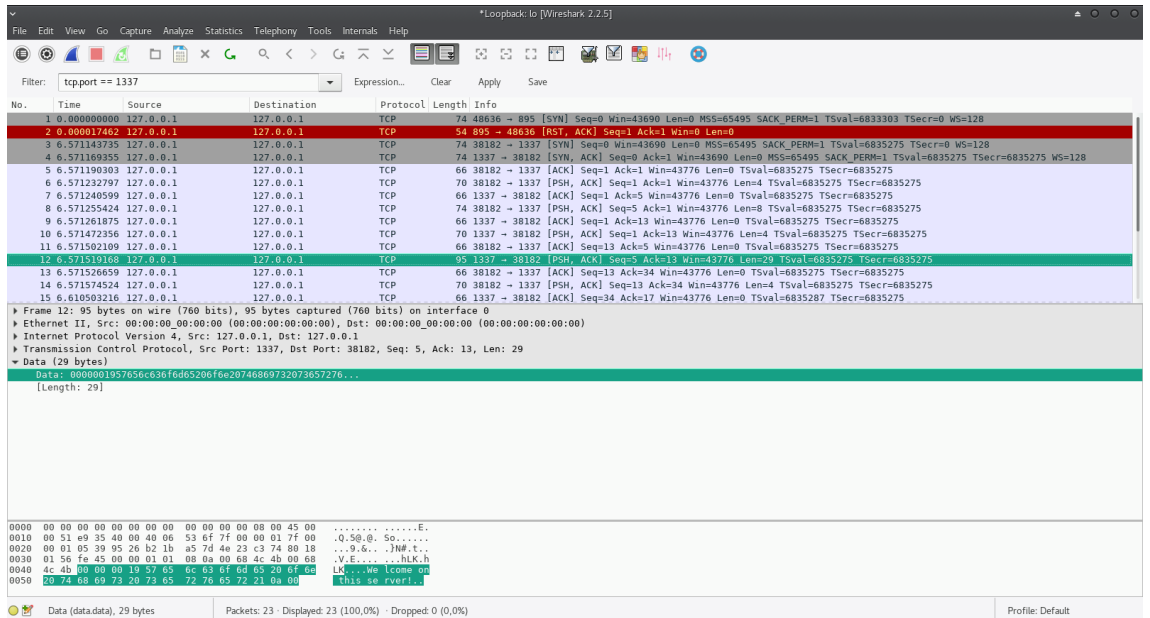 *Loopback: lo [Wireshark 2.2.5]
File Edit View Go Capture Analyze Statistics Telephony Tools Internals Help
Filter: tcp.port == 1337 Expression... Clear Apply Save
No. Time Source Destination Protocol Length Info
1 0.000000000 127.0.0.1 127.0.0.1 TCP 74 48636 → 895 [SYN] Seq=0 Win=43690 Len=0 MSS=65495 SACK_PERM=1 TSval=6833303 TSecr=0 WS=128
2 0.000017462 127.0.0.1 127.0.0.1 TCP 54 895 → 48636 [RST, ACK] Seq=1 Ack=1 Win=0 Len=0
3 6.571143735 127.0.0.1 127.0.0.1 TCP 74 38182 → 1337 [SYN] Seq=0 Win=43690 Len=0 MSS=65495 SACK_PERM=1 TSval=6835275 TSecr=0 WS=128
4 6.571169355 127.0.0.1 127.0.0.1 TCP 74 1337 → 38182 [SYN, ACK] Seq=0 Ack=1 Win=43690 Len=0 MSS=65495 SACK_PERM=1 TSval=6835275 TSecr=6835275 WS=128
5 6.571190303 127.0.0.1 127.0.0.1 TCP 66 38182 → 1337 [ACK] Seq=1 Ack=1 Win=43776 Len=0 TSval=6835275 TSecr=6835275
6 6.571232797 127.0.0.1 127.0.0.1 TCP 70 38182 → 1337 [PSH, ACK] Seq=1 Ack=1 Win=43776 Len=4 TSval=6835275 TSecr=6835275
7 6.571240599 127.0.0.1 127.0.0.1 TCP 66 1337 → 38182 [ACK] Seq=1 Ack=5 Win=43776 Len=0 TSval=6835275 TSecr=6835275
8 6.571255424 127.0.0.1 127.0.0.1 TCP 74 38182 → 1337 [PSH, ACK] Seq=5 Ack=1 Win=43776 Len=8 TSval=6835275 TSecr=6835275
9 6.571261875 127.0.0.1 127.0.0.1 TCP 66 1337 → 38182 [ACK] Seq=1 Ack=13 Win=43776 Len=0 TSval=6835275 TSecr=6835275
10 6.571472356 127.0.0.1 127.0.0.1 TCP 70 1337 → 38182 [PSH, ACK] Seq=1 Ack=13 Win=43776 Len=4 TSval=6835275 TSecr=6835275
11 6.571502109 127.0.0.1 127.0.0.1 TCP 66 38182 → 1337 [ACK] Seq=13 Ack=5 Win=43776 Len=0 TSval=6835275 TSecr=6835275
12 6.571519168 127.0.0.1 127.0.0.1 TCP 95 1337 → 38182 [PSH, ACK] Seq=5 Ack=13 Win=43776 Len=29 TSval=6835275 TSecr=6835275
13 6.571526659 127.0.0.1 127.0.0.1 TCP 66 38182 → 1337 [ACK] Seq=13 Ack=34 Win=43776 Len=0 TSval=6835275 TSecr=6835275
14 6.571574524 127.0.0.1 127.0.0.1 TCP 70 38182 → 1337 [PSH, ACK] Seq=13 Ack=34 Win=43776 Len=4 TSval=6835275 TSecr=6835275
15 6.610503216 127.0.0.1 127.0.0.1 TCP 66 1337 → 38182 [ACK] Seq=34 Ack=17 Win=43776 Len=0 TSval=6835287 TSecr=6835275
Frame 12: 95 bytes on wire (760 bits), 95 bytes captured (760 bits) on interface 0
Ethernet II, Src: 00:00:00_00:00:00 (00:00:00:00:00:00), Dst: 00:00:00_00:00:00 (00:00:00:00:00:00)
Internet Protocol Version 4, Src: 127.0.0.1, Dst: 127.0.0.1
Transmission Control Protocol, Src Port: 1337, Dst Port: 38182, Seq: 5, Ack: 13, Len: 29
Data (29 bytes)
Data: 0000001957656c636f6d65206f6e20746869732073657276...
[Length: 29]
0000 00 00 00 00 00 00 00 00 00 00 00 00 08 00 45 00 ........ ......E.
0010 00 51 e9 35 40 00 40 06 53 6f 7f 00 00 01 7f 00 .Q.5@.@. So......
0020 00 01 05 39 95 26 b2 1b a5 7d 4e 23 c3 74 80 18 ...9.&.. .}N#.t..
0030 01 56 fe 45 00 00 01 01 08 0a 00 68 4c 4b 00 68 .V.E.... ...hLK.h
0040 4c 4b 00 00 00 19 57 65 6c 63 6f 6d 65 20 6f 6e LK....We lcome on
0050 20 74 68 69 73 20 73 65 72 76 65 72 21 0a 00 this se rver!..
Data (data.data), 29 bytes Packets: 23 · Displayed: 23 (100,0%) · Dropped: 0 (0,0%) Profile: Default